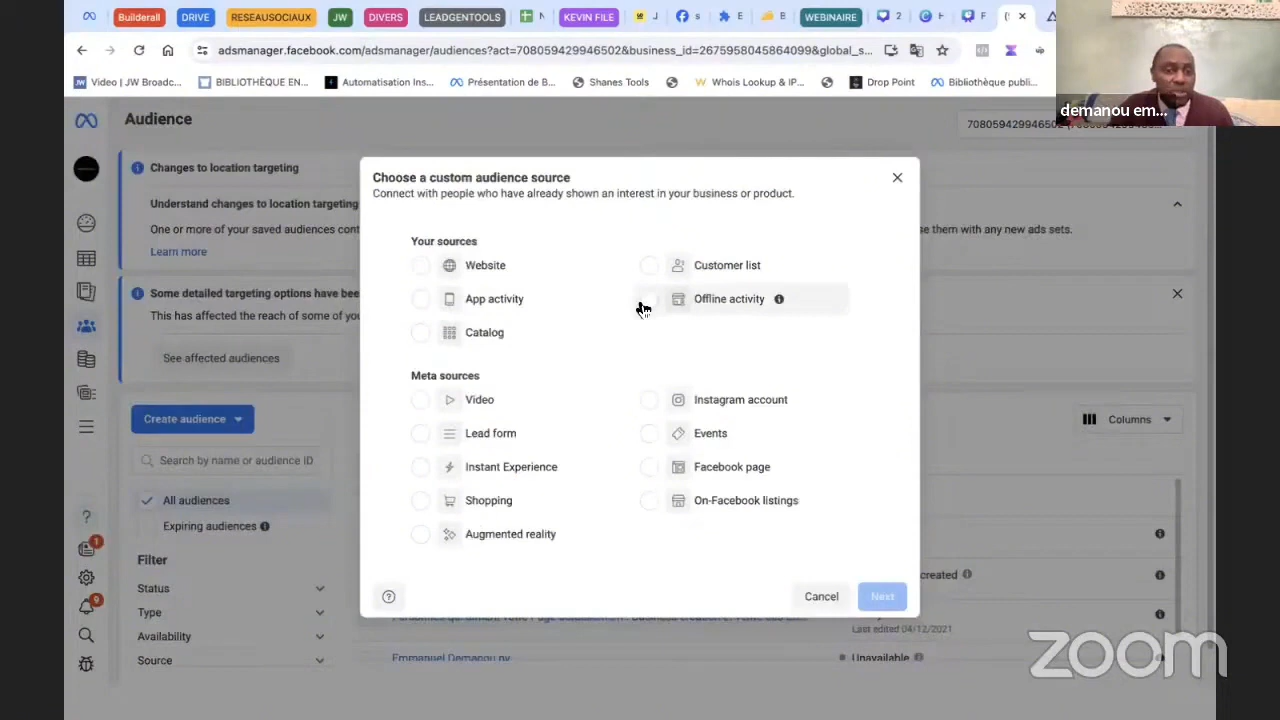 Builderall DRIVE RESEAUSOCIAUX JW DIVERS LEADGENTOOLS N KEVIN FILE J s E B WEBINAIRE 2 H F
adsmanager.facebook.com/adsmanager/audiences?act=708059429946502&business_id=2675958045864099&global_s...
Video | JW Broadc... BIBLIOTHÈQUE EN... Automatisation Ins... Présentation de B... Shanes Tools Whois Lookup & IP... Drop Point Bibliothèque publi...
demanou em...
Audience
Changes to location targeting
Understand changes to location targeting
One or more of your saved audiences cont
se them with any new ads sets.
Learn more
Some detailed targeting options have bee
This has affected the reach of some of you
See affected audiences
Create audience
Columns
Search by name or audience ID
All audiences
Expiring audiences
Filter
Status
Type
Availability
Source
Choose a custom audience source
Connect with people who have already shown an interest in your business or product.
Your sources
Website
Customer list
App activity
Offline activity
Catalog
Meta sources
Video
Instagram account
Lead form
Events
Instant Experience
Facebook page
Shopping
On-Facebook listings
Augmented reality
Cancel
Next
created
Last edited 04/12/2021
Emmanuel Demanou
Unavailable
1
9
zoom